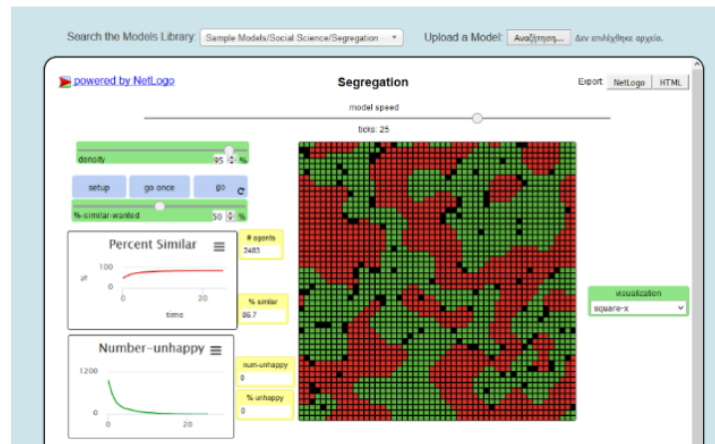 Search the Models Library: Sample Models/Social Science/Segregation Upload a Model: Αναζήτηση... Δεν επιλέχθηκε αρχείο.
powered by NetLogo Segregation Export: NetLogo HTML
model speed
ticks: 25
density 95 %
setup go once go
%-similar-wanted 50 %
Percent Similar
%
100
0
0 20
time
# agents
2485
% similar
86.7
visualization
square-x
Number-unhappy
1200
0
0 20
num-unhappy
0
% unhappy
0